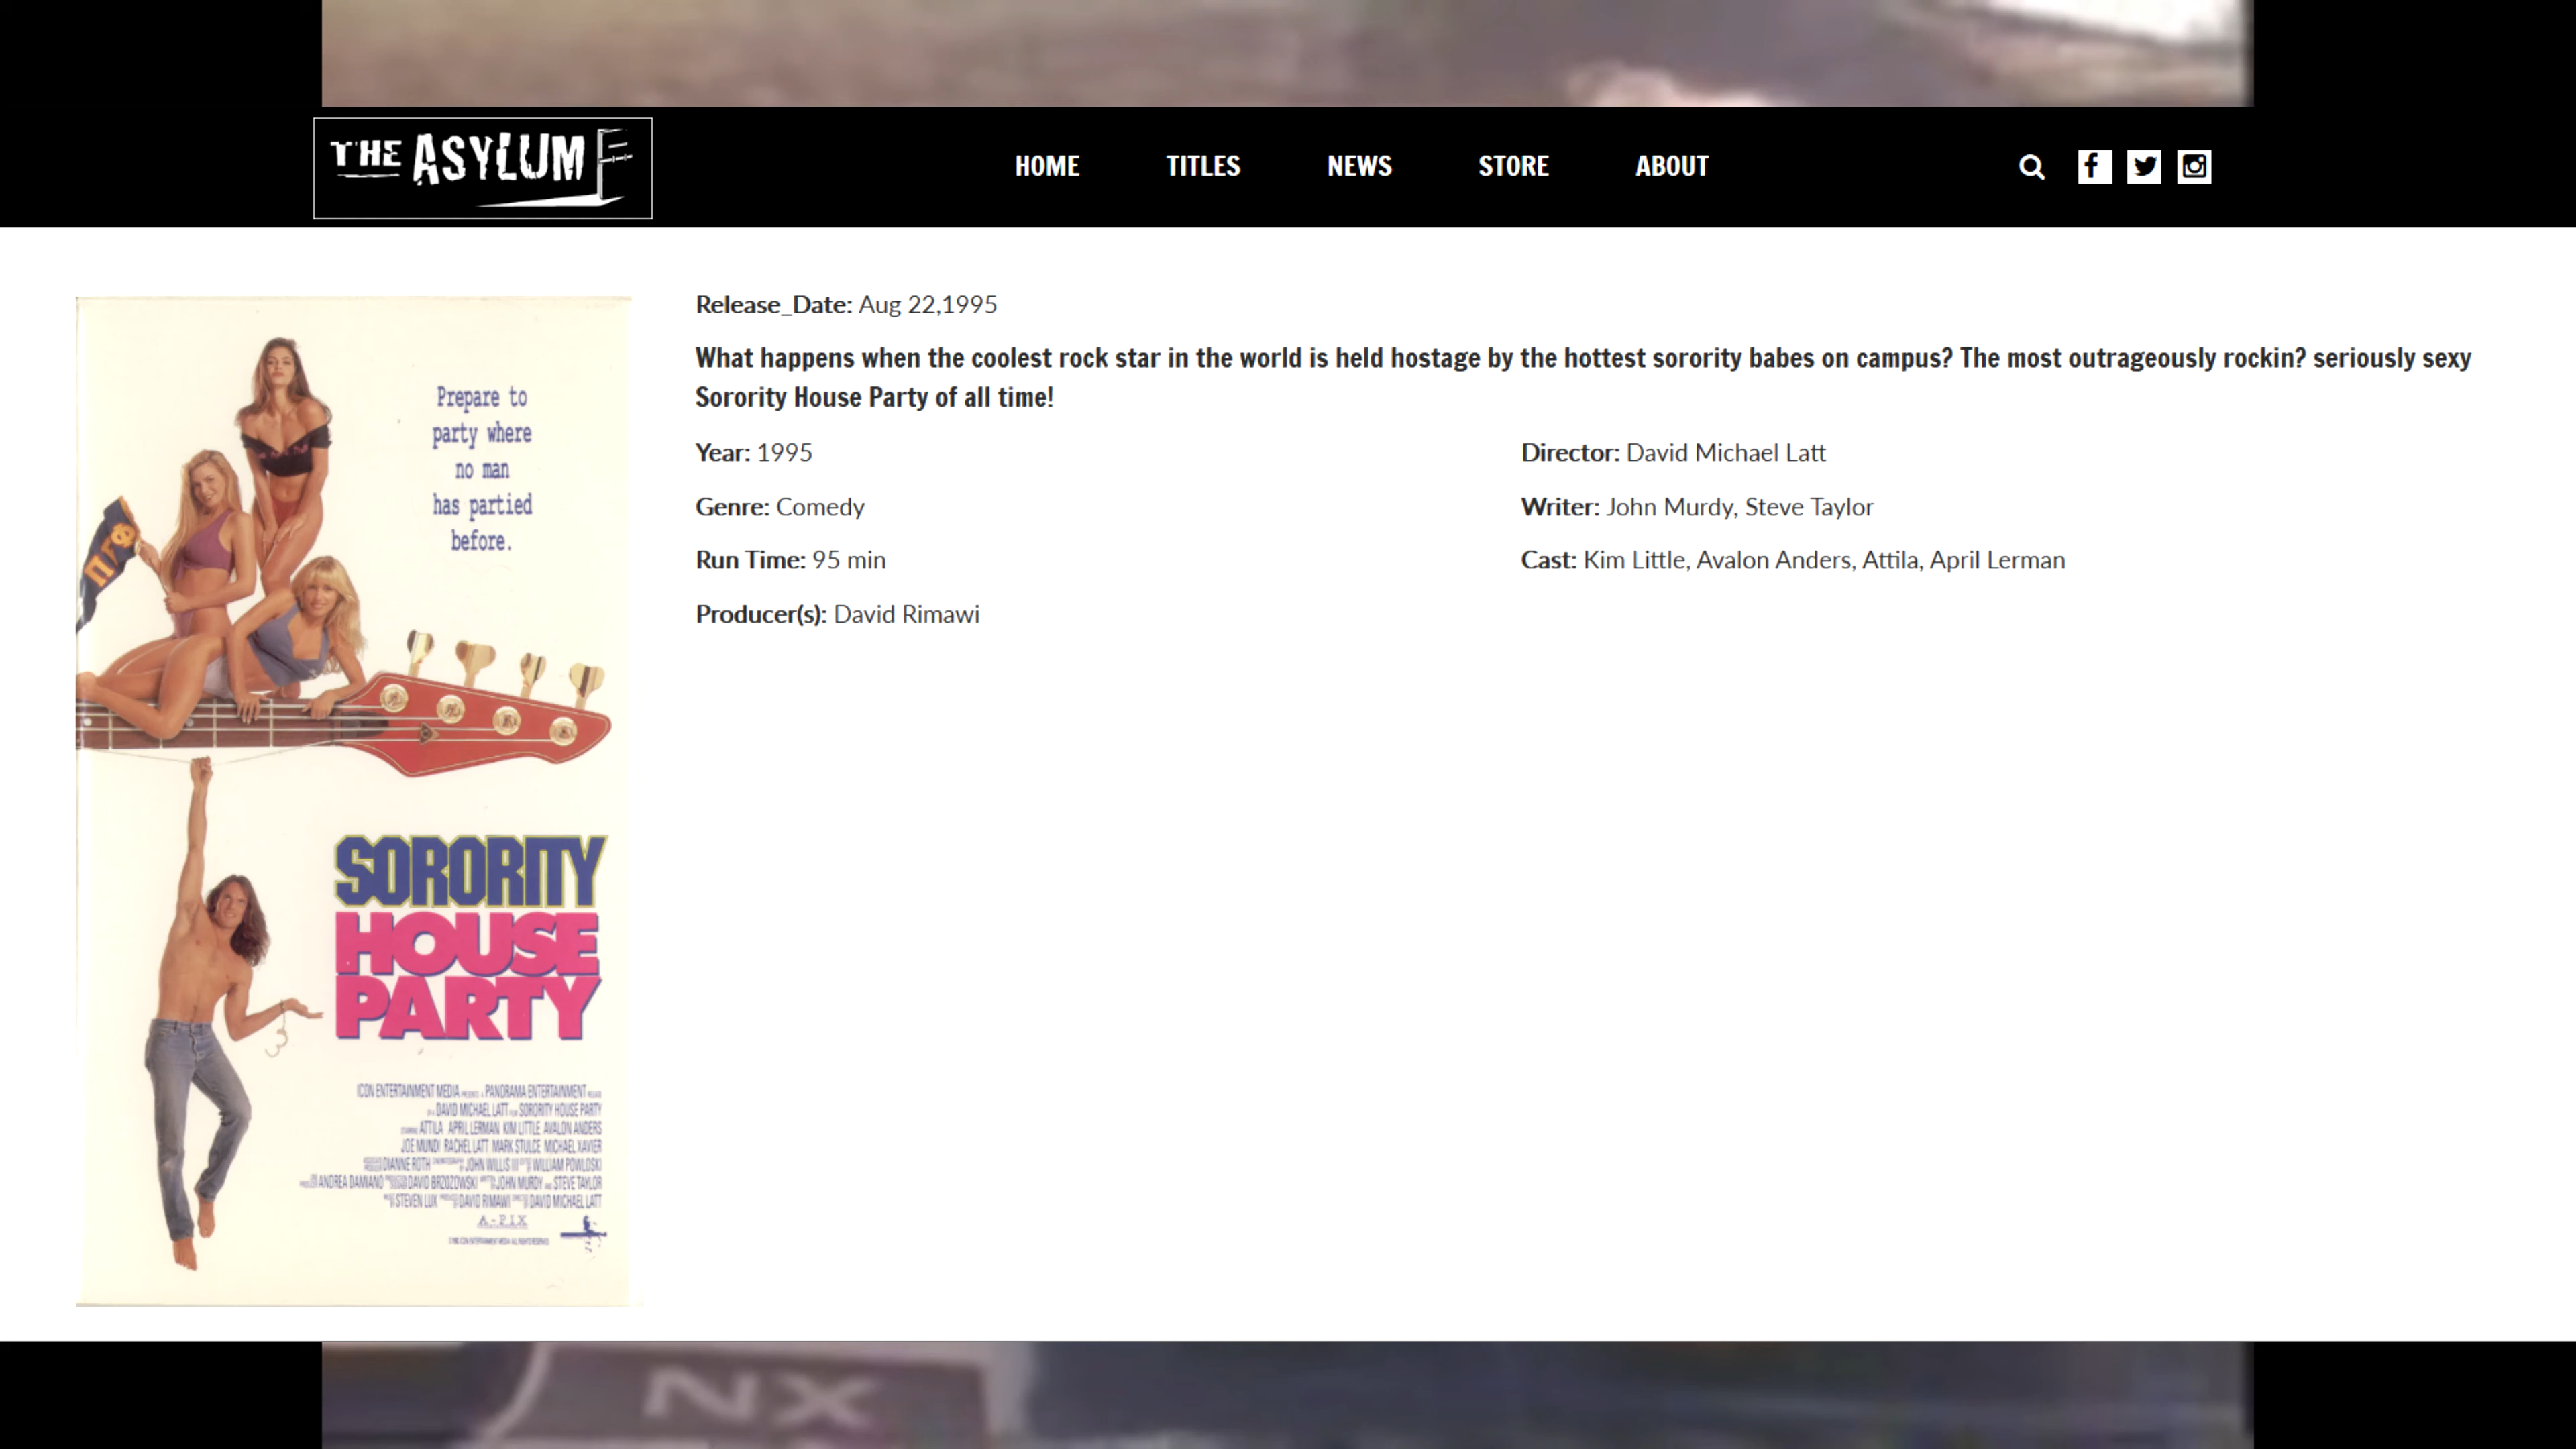 THE ASYLUM
HOME
TITLES
NEWS
STORE
ABOUT
Release_Date: Aug 22,1995
What happens when the coolest rock star in the world is held hostage by the hottest sorority babes on campus? The most outrageously rockin? seriously sexy
Sorority House Party of all time!
Year: 1995
Director: David Michael Latt
Genre: Comedy
Writer: John Murdy, Steve Taylor
Run Time: 95 min
Cast: Kim Little, Avalon Anders, Attila, April Lerman
Producer(s): David Rimawi
Prepare to
party where
no man
has partied
before.
ΠΓΦ
SORORITY
HOUSE
PARTY
ICON ENTERTAINMENT MEDIA PANORAMA ENTERTAINMENT
DAVID MICHAEL LATT SORORITY HOUSE PARTY
ATTILA APRIL LERMAN KIM LITTLE AVALON ANDERS
JOE MUNDI RACHEL LATT MARK STULCE MICHAEL XAVIER
DIANNE ROTH JOHN WILLIS III WILLIAM POWLOSKI
ANDREA DAMIANO DAVID BRZOZOWSKI JOHN MURDY STEVE TAYLOR
STEVEN LUX DAVID RIMAWI DAVID MICHAEL LATT
A-PIX
NX